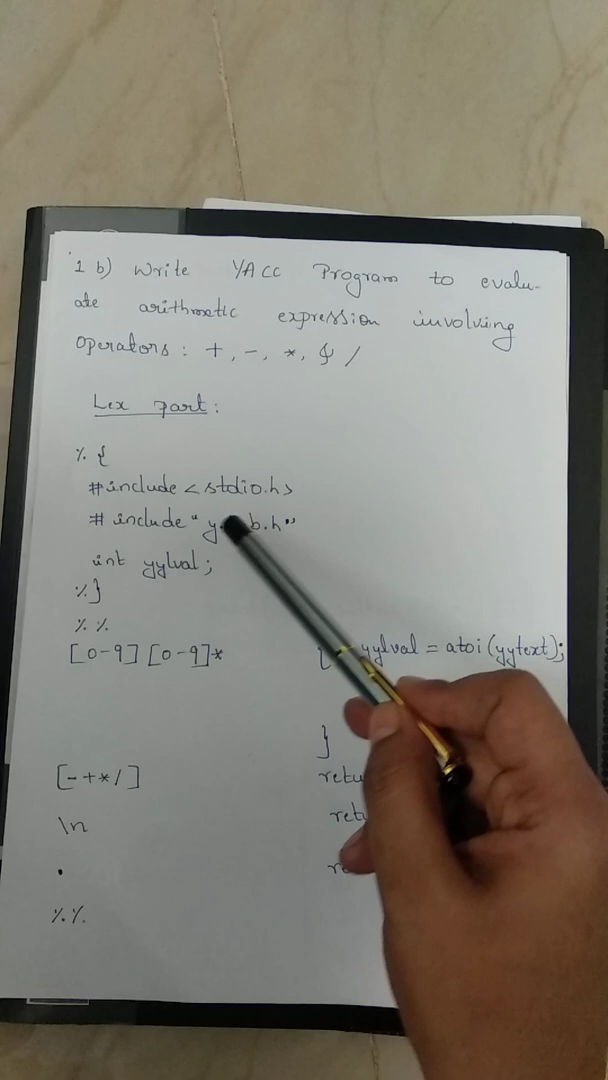 1 b) Write YACC Program to evalu-
ate arithmetic expression involving
operators : +, -, *, & /
Lex part :
% {
#include <stdio.h>
# include "y b.h"
int yylval ;
% }
% %
[0-9] [0-9]* { yylval = atoi (yytext);
}
[-+*/]
\n
.
% %